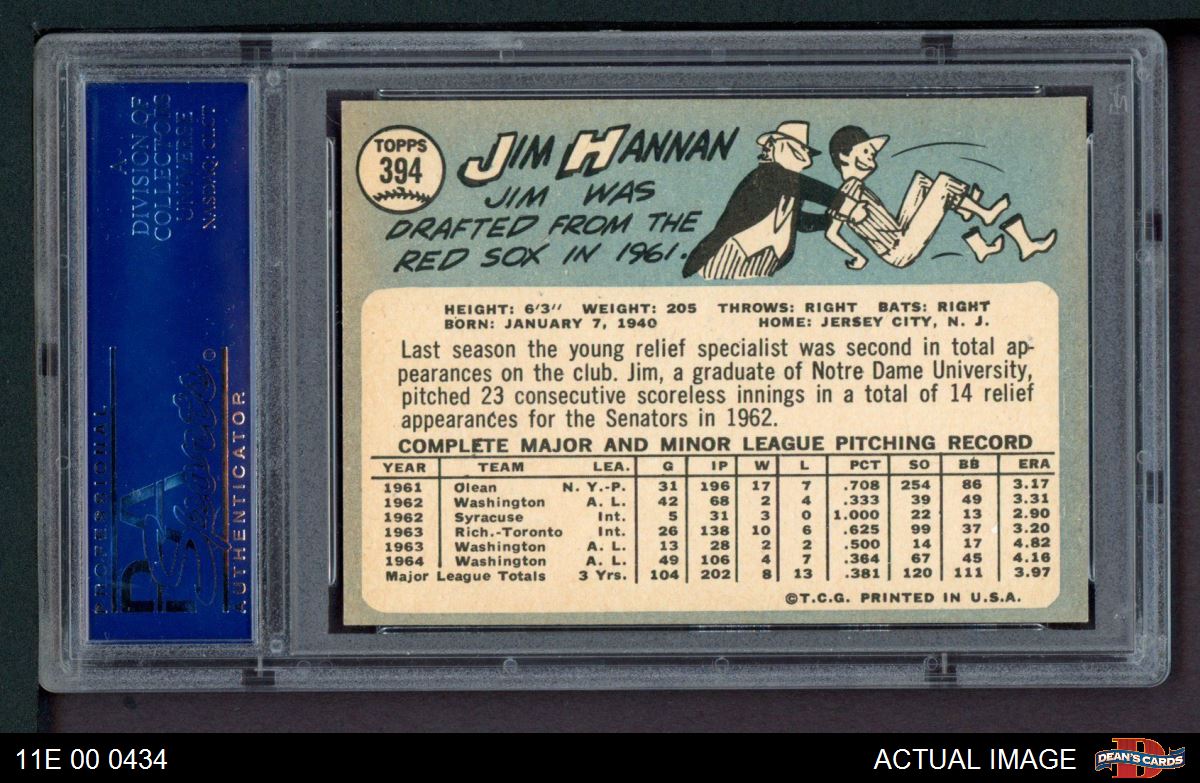 A
DIVISION OF
COLLECTORS
UNIVERSE
NASDAQ: CLCT
PROFESSIONAL
PSA
Sports
AUTHENTICATOR
TOPPS
394
JIM HANNAN
JIM WAS
DRAFTED FROM THE
RED SOX IN 1961.
HEIGHT: 6'3" WEIGHT: 205 THROWS: RIGHT BATS: RIGHT
BORN: JANUARY 7, 1940 HOME: JERSEY CITY, N. J.
Last season the young relief specialist was second in total ap-
pearances on the club. Jim, a graduate of Notre Dame University,
pitched 23 consecutive scoreless innings in a total of 14 relief
appearances for the Senators in 1962.
COMPLETE MAJOR AND MINOR LEAGUE PITCHING RECORD
YEAR TEAM LEA. G IP W L PCT SO BB ERA
1961 Olean N. Y.-P. 31 196 17 7 .708 254 86 3.17
1962 Washington A. L. 42 68 2 4 .333 39 49 3.31
1962 Syracuse Int. 5 31 3 0 1.000 22 13 2.90
1963 Rich.-Toronto Int. 26 138 10 6 .625 99 37 3.20
1963 Washington A. L. 13 28 2 2 .500 14 17 4.82
1964 Washington A. L. 49 106 4 7 .364 67 45 4.16
Major League Totals 3 Yrs. 104 202 8 13 .381 120 111 3.97
©T.C.G. PRINTED IN U.S.A.
11E 00 0434
ACTUAL IMAGE
D
DEAN'S CARDS